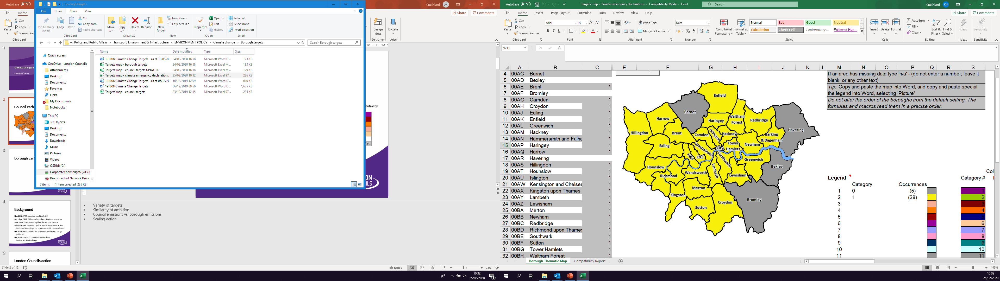 AutoSave Off
Borough targets
Kate Hand
File Home
File Home Share View
Share Comments
Paste Cut Copy Format Pai
Clipboard
Pin to Quick access Copy Paste Cut Copy path Paste shortcut
Move to Copy to Delete Rename New folder New item Easy access Properties Open Edit History Select all Select none Invert selection
Clipboard Organize New Open Select
Design Ideas Dictate
Designer Voice
« Policy and Public Affairs › Transport, Environment & Infrastructure › ENVIRONMENT POLICY › Climate change › Borough targets
Search Borough targets
Name Date modified Type Size
191008 Climate Change Targets - as at 10.02.20 24/02/2020 16:58 Microsoft Word D... 173 KB
Targets map - borough targets 24/02/2020 16:58 Microsoft Excel M... 183 KB
Targets map - council targets UPDATED 24/02/2020 16:18 Microsoft Excel M... 179 KB
Targets map - climate emergency declarations 25/02/2020 10:32 Microsoft Excel 97... 236 KB
191008 Climate Change Targets - as at 05.12.19 16/12/2019 12:09 Microsoft Word D... 610 KB
191008 Climate Change Targets 06/12/2019 09:50 Microsoft Word D... 1,635 KB
Targets map - council targets 23/10/2019 12:15 Microsoft Excel 97... 235 KB
Quick access
OneDrive - London Councils
Attachments
Desktop
Documents
Favorites
Links
My Documents
Notebooks
This PC
3D Objects
Desktop
Documents
Downloads
Music
Pictures
Videos
OSDisk (C:)
CorporateKnowledge$ (\\LCF
Disconnected Network Drive
7 items 1 item selected 235 KB
1
Climate change a
2
Council carb
3
Borough carl
4
Background
Nov 2018: IPCC report on reaching 1.5°C
Jan – Dec 2019: 26 boroughs declare climate emergencies
June 2019: Government legislate for net zero by 2050
July 2019: TEC Executive confirm need to coordinate action,
CELC establish sub-group, LEDNet establish climate cluster
Dec 2019: TEC-LEDNet Joint Statement on Climate Change
published
Dec 2019: Leaders Committee confirm keen
interest in climate change
LONDON COUNCILS
5
London Councils action
eutral by:
set
• Variety of targets
• Similarity of ambition
• Council emissions vs. borough emissions
• Scaling action
Slide 2 of 12
Notes
78%
10:32
25/02/2020
AutoSave Off
Targets map - climate emergency declarations - Compatibility Mode - Excel
Search
Kate Hand KH
File Home Insert Page Layout Formulas Data Review View Help
Share Comments
Paste Cut Copy Format Painter
Arial 10
B I U
Wrap Text
Merge & Center
Date
Conditional Formatting Format as Table
Normal Bad Good Neutral
Calculation Check Cell Explanatory ... Followed Hyp...
Insert Delete Format
AutoSum Fill Clear
Sort & Filter Find & Select Ideas Sensitivity
Clipboard Font Alignment Number Styles Cells Editing Ideas Sensitivity
W15 fx
A B C E F G H I J K L M N O P Q R S
4 00AC Barnet
5 00AD Bexley
6 00AE Brent 1
7 00AF Bromley
8 00AG Camden 1
9 00AH Croydon 1
10 00AJ Ealing 1
11 00AK Enfield 1
12 00AL Greenwich 1
13 00AM Hackney 1
14 00AN Hammersmith and Fulha 1
15 00AP Haringey 1
16 00AQ Harrow 1
17 00AR Havering
18 00AS Hillingdon 1
19 00AT Hounslow 1
20 00AU Islington 1
21 00AW Kensington and Chelsea 1
22 00AX Kingston upon Thames 1
23 00AY Lambeth 1
24 00AZ Lewisham 1
25 00BA Merton 1
26 00BB Newham 1
27 00BC Redbridge 1
28 00BD Richmond upon Thames 1
29 00BE Southwark 1
30 00BF Sutton 1
31 00BG Tower Hamlets 1
32 00BH Waltham Forest 1
Enfield
Barnet
Harrow
Haringey
Waltham Forest
Redbridge
Havering
Hillingdon
Brent
Camden
Islington
Hackney
Barking & Dagenham
Ealing
Westminster
City
Tower Hamlets
Newham
H&F
K&C
Southwark
Greenwich
Bexley
Hounslow
Richmond
Wandsworth
Lambeth
Lewisham
Merton
Kingston
Sutton
Croydon
Bromley
If an area has missing data type 'n/a' - (do not enter a number, leave it
blank, or any other text)
Tip: Copy and paste the map into Word, and copy and paste special
the legend into Word, selecting 'Picture'
Do not alter the order of the boroughs from the default setting. The
formulas and macros read them in a precise order.
Legend
Category Occurrences
Category #
1 0 (5) 1
2 1 (28) 2
3 3
4 4
5
6 6
7 7
8 8
9 9
10 10
11 11
Borough Thematic Map Compatibility Report
145%
10:32
25/02/2020